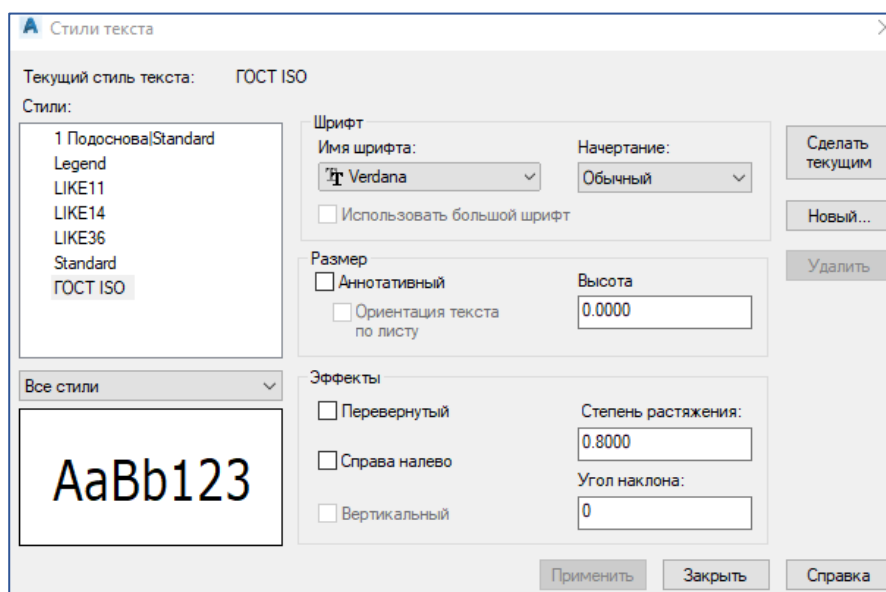 Стили текста
Текущий стиль текста: ГОСТ ISO
Стили:
1 Подоснова|Standard
Legend
LIKE11
LIKE14
LIKE36
Standard
ГОСТ ISO
Все стили
AaBb123
Шрифт
Имя шрифта:
Verdana
Начертание:
Обычный
Использовать большой шрифт
Размер
Аннотативный
Ориентация текста
по листу
Высота
0.0000
Эффекты
Перевернутый
Справа налево
Вертикальный
Степень растяжения:
0.8000
Угол наклона:
0
Сделать
текущим
Новый...
Удалить
Применить
Закрыть
Справка